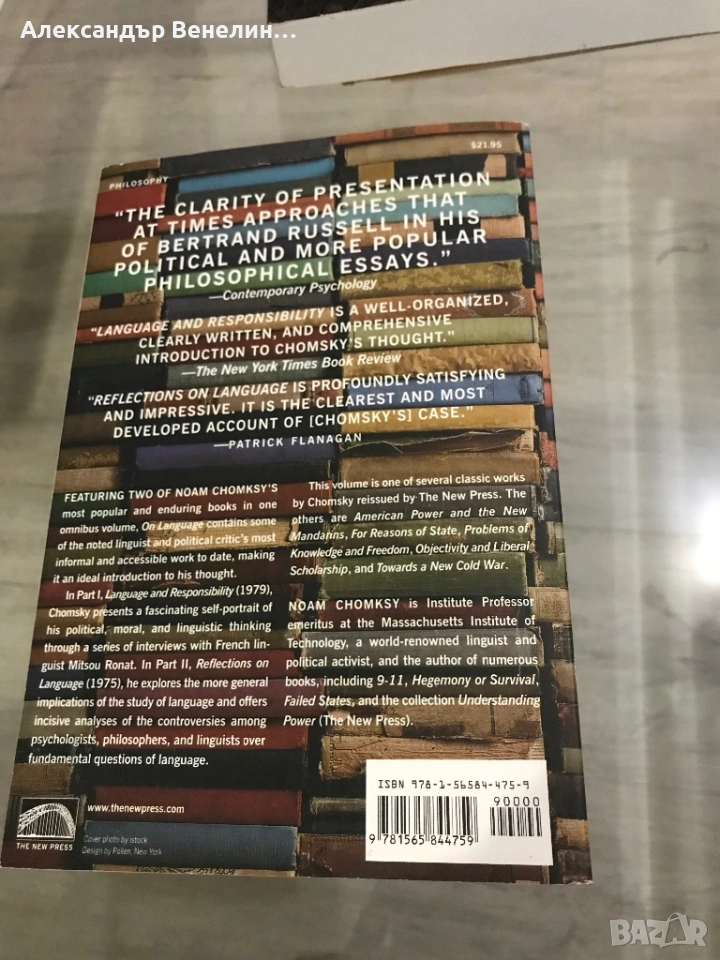 Александър Венелин...
$21.95
PHILOSOPHY
“THE CLARITY OF PRESENTATION
AT TIMES APPROACHES THAT
OF BERTRAND RUSSELL IN HIS
POLITICAL AND MORE POPULAR
PHILOSOPHICAL ESSAYS.”
—Contemporary Psychology
“LANGUAGE AND RESPONSIBILITY IS A WELL-ORGANIZED,
CLEARLY WRITTEN, AND COMPREHENSIVE
INTRODUCTION TO CHOMSKY'S THOUGHT.”
—The New York Times Book Review
“REFLECTIONS ON LANGUAGE IS PROFOUNDLY SATISFYING
AND IMPRESSIVE. IT IS THE CLEAREST AND MOST
DEVELOPED ACCOUNT OF [CHOMSKY'S] CASE.”
—PATRICK FLANAGAN
FEATURING TWO OF NOAM CHOMKSY'S
most popular and enduring books in one
omnibus volume, On Language contains some
of the noted linguist and political critic's most
informal and accessible work to date, making
it an ideal introduction to his thought.
In Part I, Language and Responsibility (1979),
Chomsky presents a fascinating self-portrait of
his political, moral, and linguistic thinking
through a series of interviews with French lin-
guist Mitsou Ronat. In Part II, Reflections on
Language (1975), he explores the more general
implications of the study of language and offers
incisive analyses of the controversies among
psychologists, philosophers, and linguists over
fundamental questions of language.
This volume is one of several classic works
by Chomsky reissued by The New Press. The
others are American Power and the New
Mandarins, For Reasons of State, Problems of
Knowledge and Freedom, Objectivity and Liberal
Scholarship, and Towards a New Cold War.
NOAM CHOMKSY is Institute Professor
emeritus at the Massachusetts Institute of
Technology, a world-renowned linguist and
political activist, and the author of numerous
books, including 9-11, Hegemony or Survival,
Failed States, and the collection Understanding
Power (The New Press).
ISBN 978-1-56584-475-9
90000
9 781565 844759
www.thenewpress.com
THE NEW PRESS
Cover photo by istock
Design by Pollen, New York
BAZAR